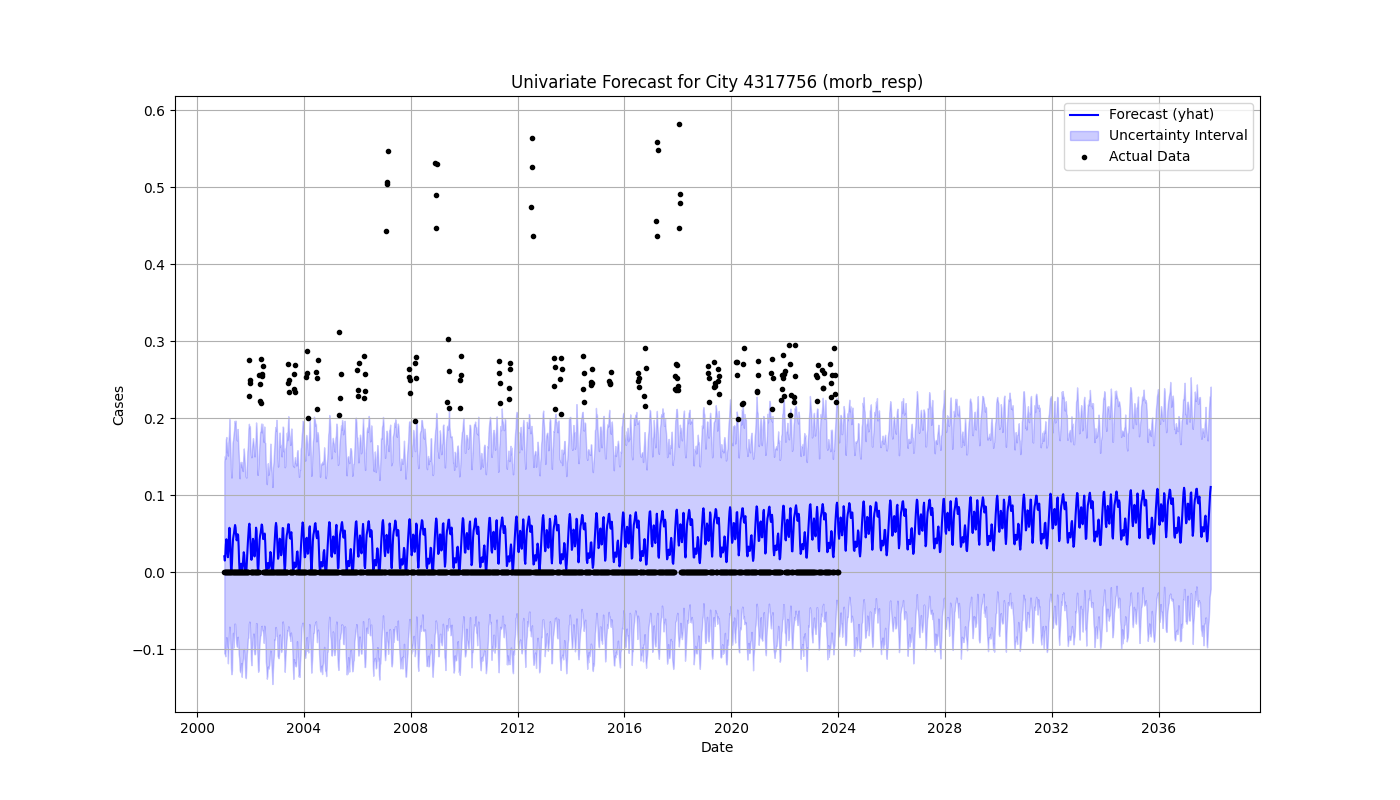 Univariate Forecast for City 4317756 (morb_resp)
Forecast (yhat)
Uncertainty Interval
Actual Data
Cases
0.6
0.5
0.4
0.3
0.2
0.1
0.0
−0.1
2000 2004 2008 2012 2016 2020 2024 2028 2032 2036
Date